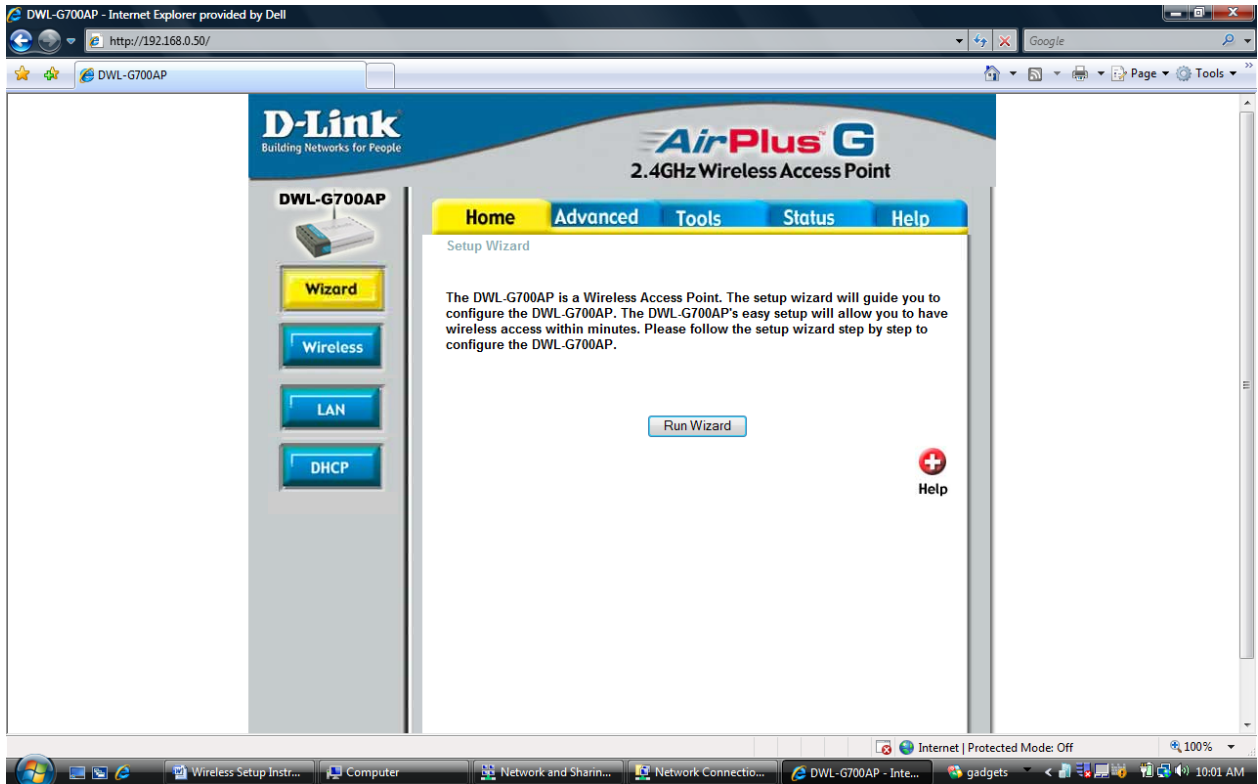 DWL-G700AP - Internet Explorer provided by Dell
http://192.168.0.50/
Google
DWL-G700AP
Page
Tools
D-Link
Building Networks for People
AirPlus™ G
2.4GHz Wireless Access Point
DWL-G700AP
Home Advanced Tools Status Help
Setup Wizard
Wizard
Wireless
LAN
DHCP
The DWL-G700AP is a Wireless Access Point. The setup wizard will guide you to
configure the DWL-G700AP. The DWL-G700AP's easy setup will allow you to have
wireless access within minutes. Please follow the setup wizard step by step to
configure the DWL-G700AP.
Run Wizard
Help
Internet | Protected Mode: Off
100%
Wireless Setup Instr...
Computer
Network and Sharin...
Network Connectio...
DWL-G700AP - Inte...
gadgets
10:01 AM